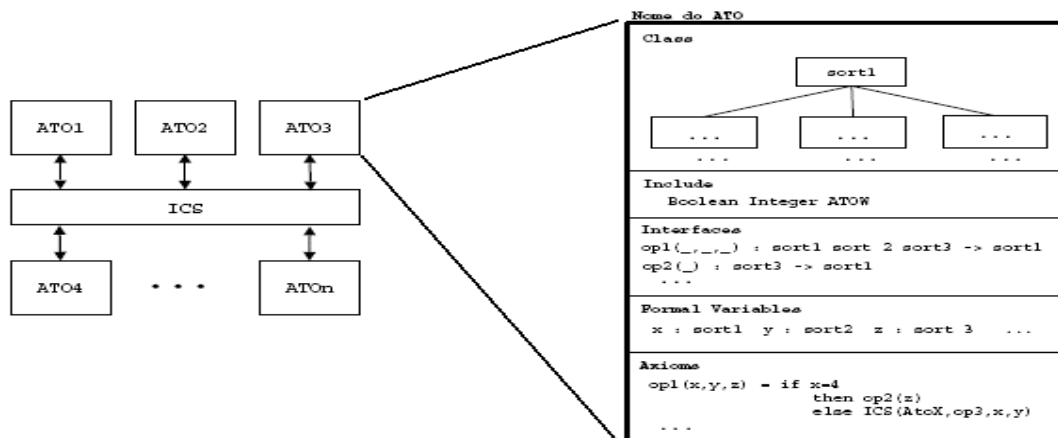 ATO1 ATO2 ATO3
ICS
ATO4 ... ATOn
Nome do ATO
Class
sort1
... ... ...
... ... ...
Include
Boolean Integer ATOW
Interfaces
op1(_,_,_) : sort1 sort 2 sort3 -> sort1
op2(_) : sort3 -> sort1
...
Formal Variables
x : sort1 y : sort2 z : sort 3 ...
Axioms
op1(x,y,z) = if x=4
then op2(z)
else ICS(AtoX,op3,x,y)
...